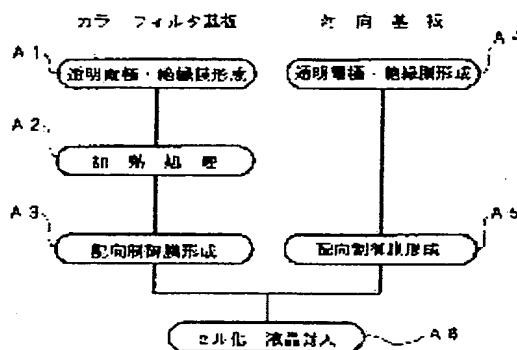 カラーフィルタ基板
対向基板
A1
透明電極・絶縁膜形成
A4
透明電極・絶縁膜形成
A2
加熱処理
A3
配向制御膜形成
A5
配向制御膜形成
A6
セル化 液晶封入